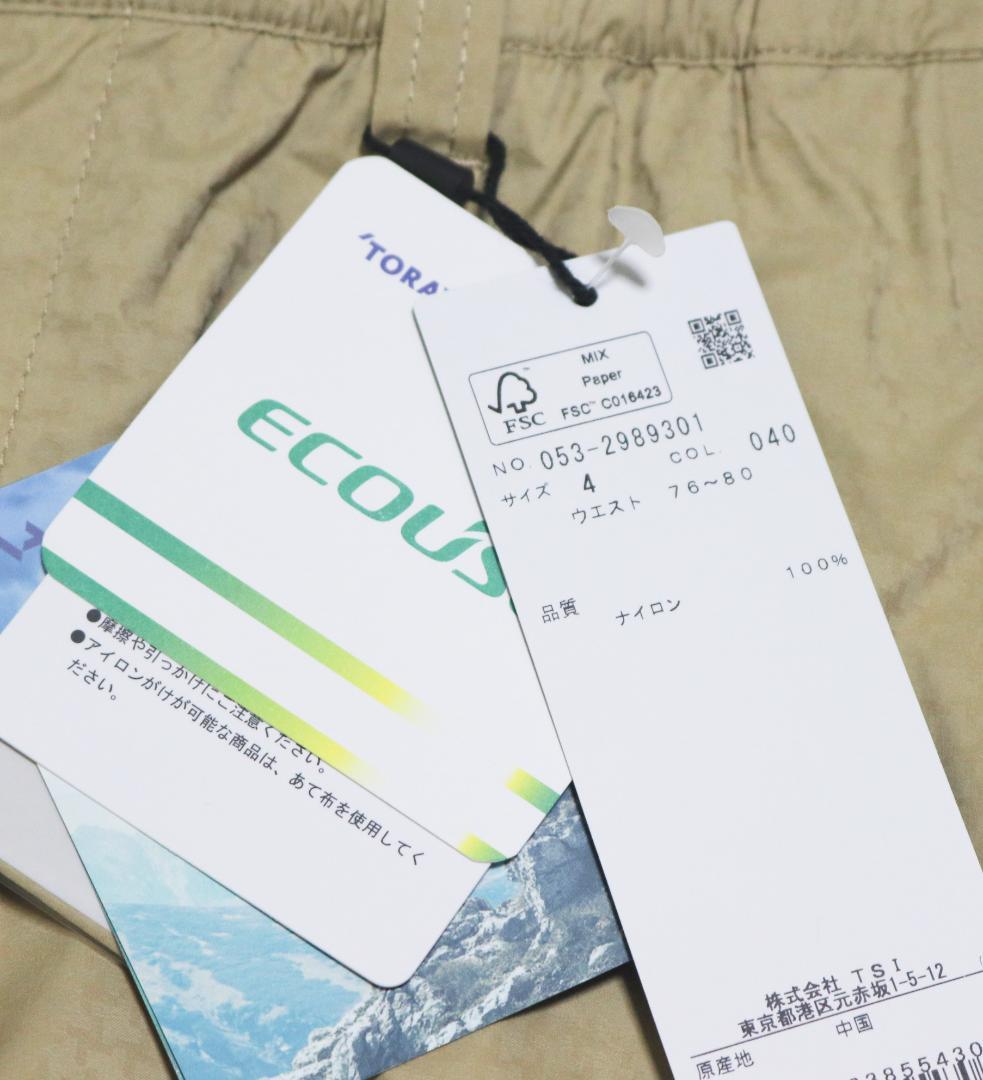 'TORA
ECOU
●摩擦や引っかけにご注意ください。
●アイロンがけが可能な商品は、あて布を使用してく
ださい。
MIX
Paper
FSC™ C016423
FSC
NO. 053-2989301
COL. 040
サイズ 4
ウエスト 76〜80
100%
品質 ナイロン
株式会社 TSI
東京都港区元赤坂1-5-12
原産地 中国
3855430